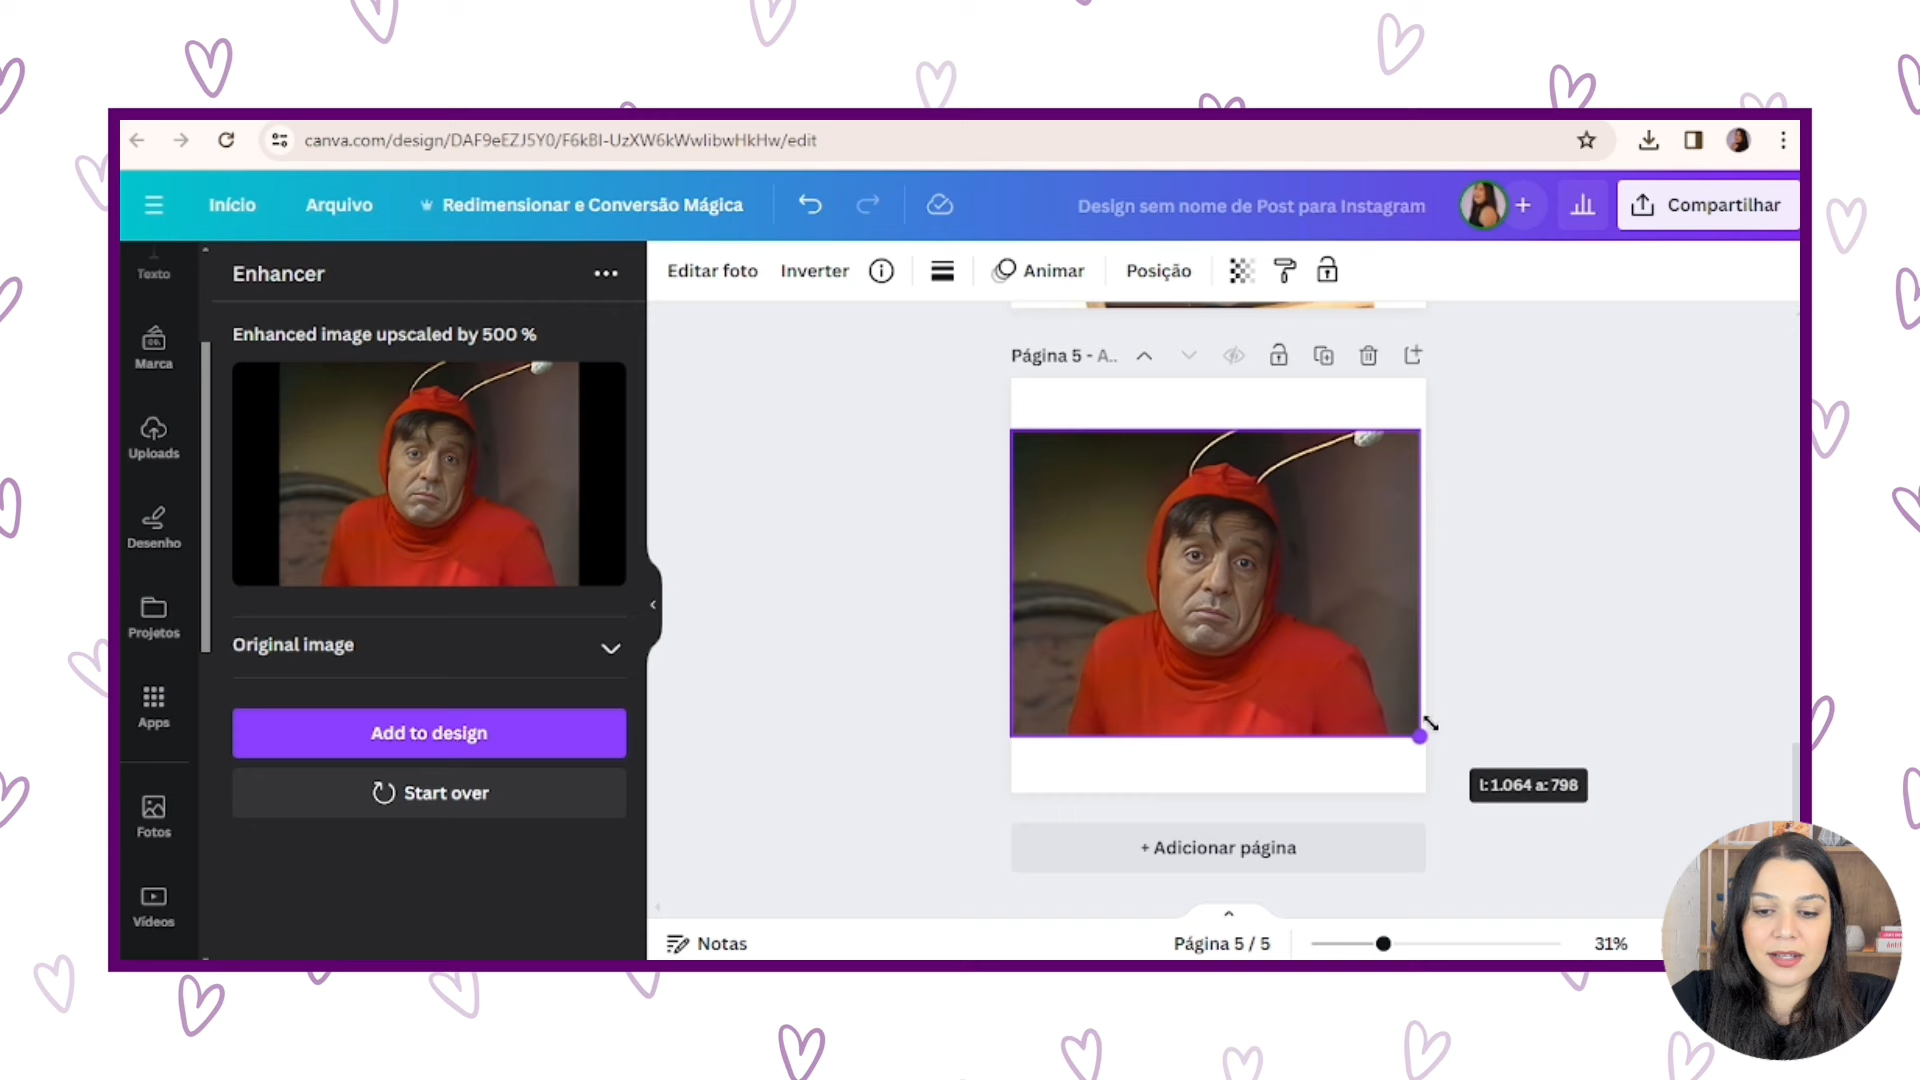 canva.com/design/DAF9eEZJ5Y0/F6kBI-UzXW6kWwIibwHkHw/edit
Início Arquivo Redimensionar e Conversão Mágica Design sem nome de Post para Instagram + Compartilhar
Texto
Marca
Uploads
Desenho
Projetos
Apps
Fotos
Vídeos
Enhancer
Enhanced image upscaled by 500 %
Original image
Add to design
Start over
Editar foto Inverter Animar Posição
Página 5 - A..
l: 1.064 a: 798
+ Adicionar página
Notas Página 5 / 5 31%